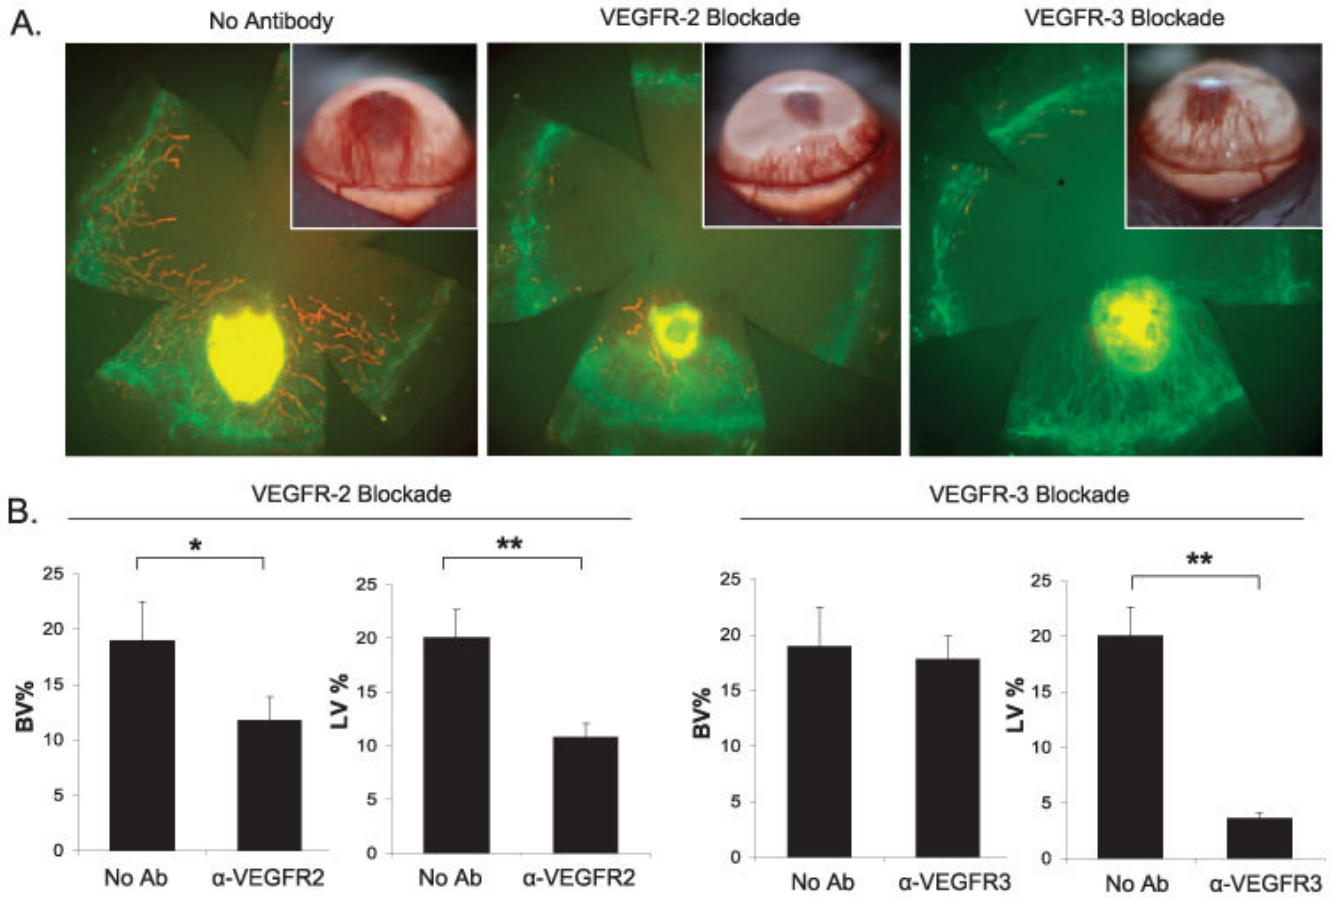 A.
No Antibody
VEGFR-2 Blockade
VEGFR-3 Blockade
B.
VEGFR-2 Blockade
VEGFR-3 Blockade
*
25
20
15
10
5
0
BV%
No Ab
α-VEGFR2
**
25
20
15
10
5
0
LV %
No Ab
α-VEGFR2
25
20
15
10
5
0
BV%
No Ab
α-VEGFR3
**
25
20
15
10
5
0
LV %
No Ab
α-VEGFR3